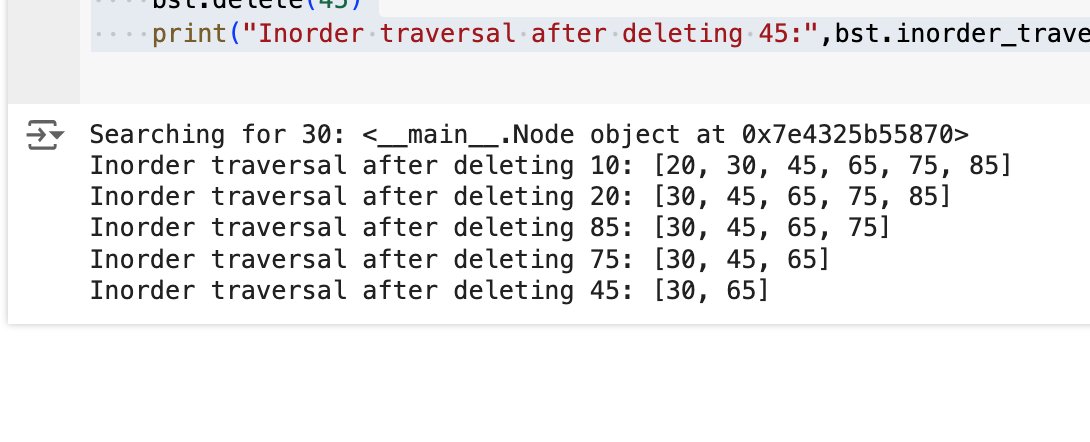 bst.delete(45)
print("Inorder traversal after deleting 45:",bst.inorder_trave
Searching for 30: <__main__.Node object at 0x7e4325b55870>
Inorder traversal after deleting 10: [20, 30, 45, 65, 75, 85]
Inorder traversal after deleting 20: [30, 45, 65, 75, 85]
Inorder traversal after deleting 85: [30, 45, 65, 75]
Inorder traversal after deleting 75: [30, 45, 65]
Inorder traversal after deleting 45: [30, 65]